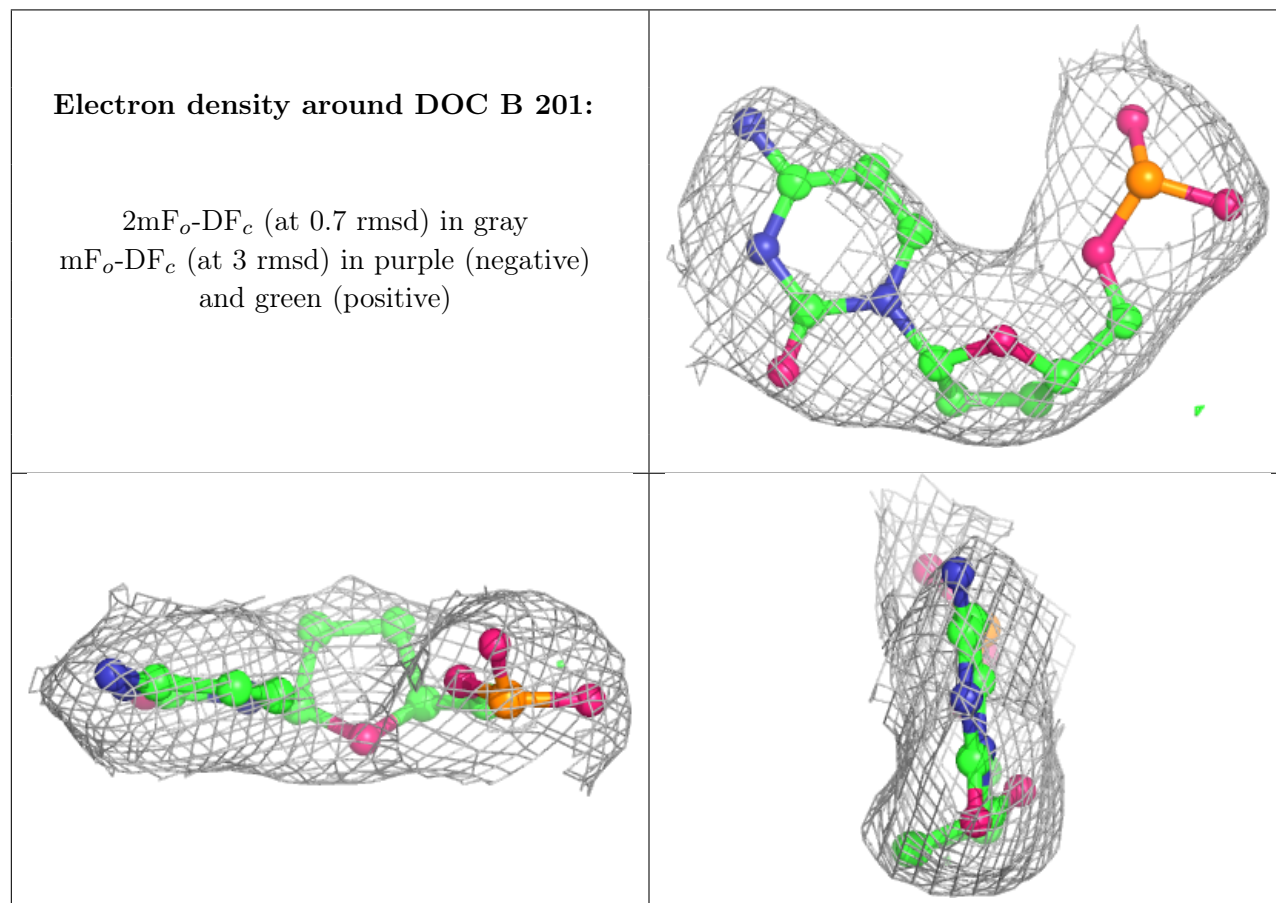 Electron density around DOC B 201:
2mFo-DFc (at 0.7 rmsd) in gray
mFo-DFc (at 3 rmsd) in purple (negative)
and green (positive)